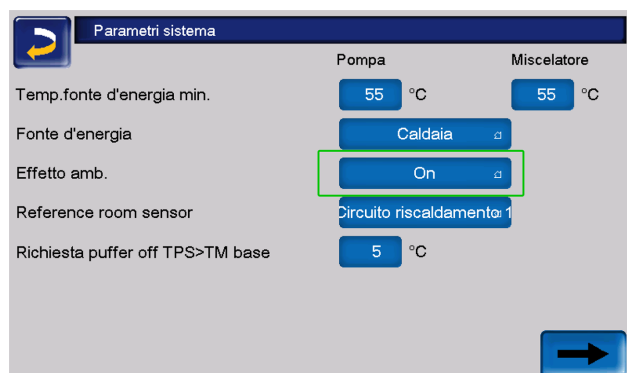 Parametri sistema
Pompa Miscelatore
Temp.fonte d'energia min. 55 °C 55 °C
Fonte d'energia Caldaia
Effetto amb. On
Reference room sensor Circuito riscaldamento 1
Richiesta puffer off TPS>TM base 5 °C